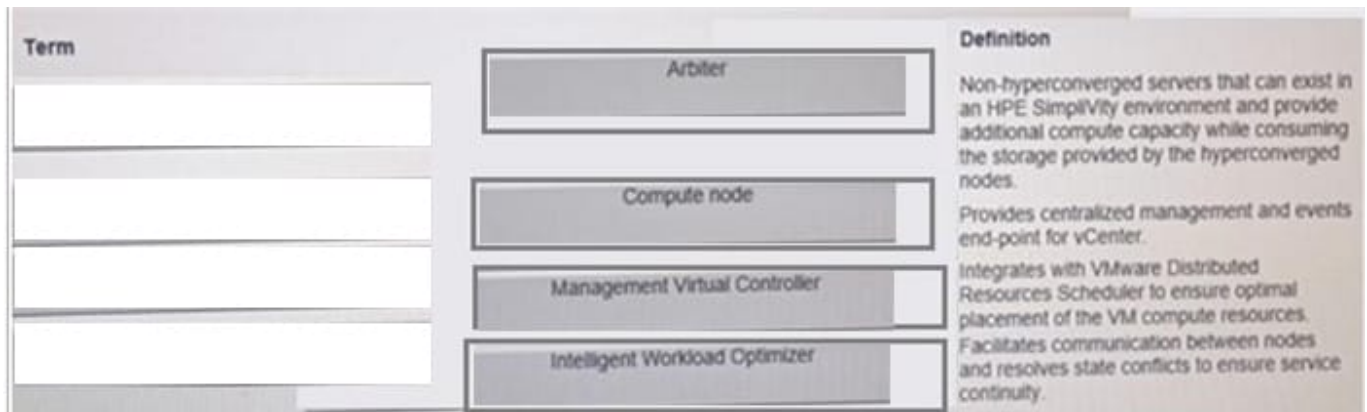 Term
Arbiter
Compute node
Management Virtual Controller
Intelligent Workload Optimizer
Definition
Non-hyperconverged servers that can exist in
an HPE SimpliVity environment and provide
additional compute capacity while consuming
the storage provided by the hyperconverged
nodes.
Provides centralized management and events
end-point for vCenter.
Integrates with VMware Distributed
Resources Scheduler to ensure optimal
placement of the VM compute resources.
Facilitates communication between nodes
and resolves state conflicts to ensure service
continuity.